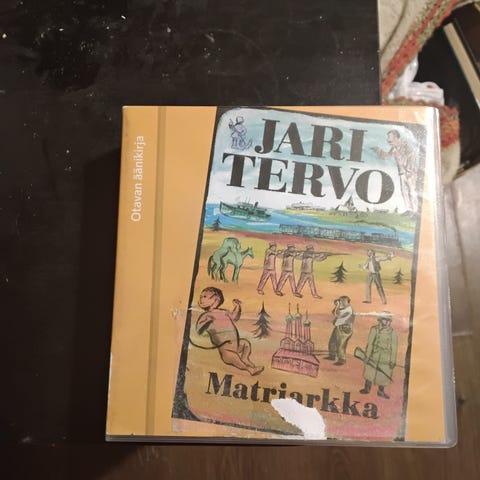 Otavan äänikirja
JARI
TERVO
Matriarkka